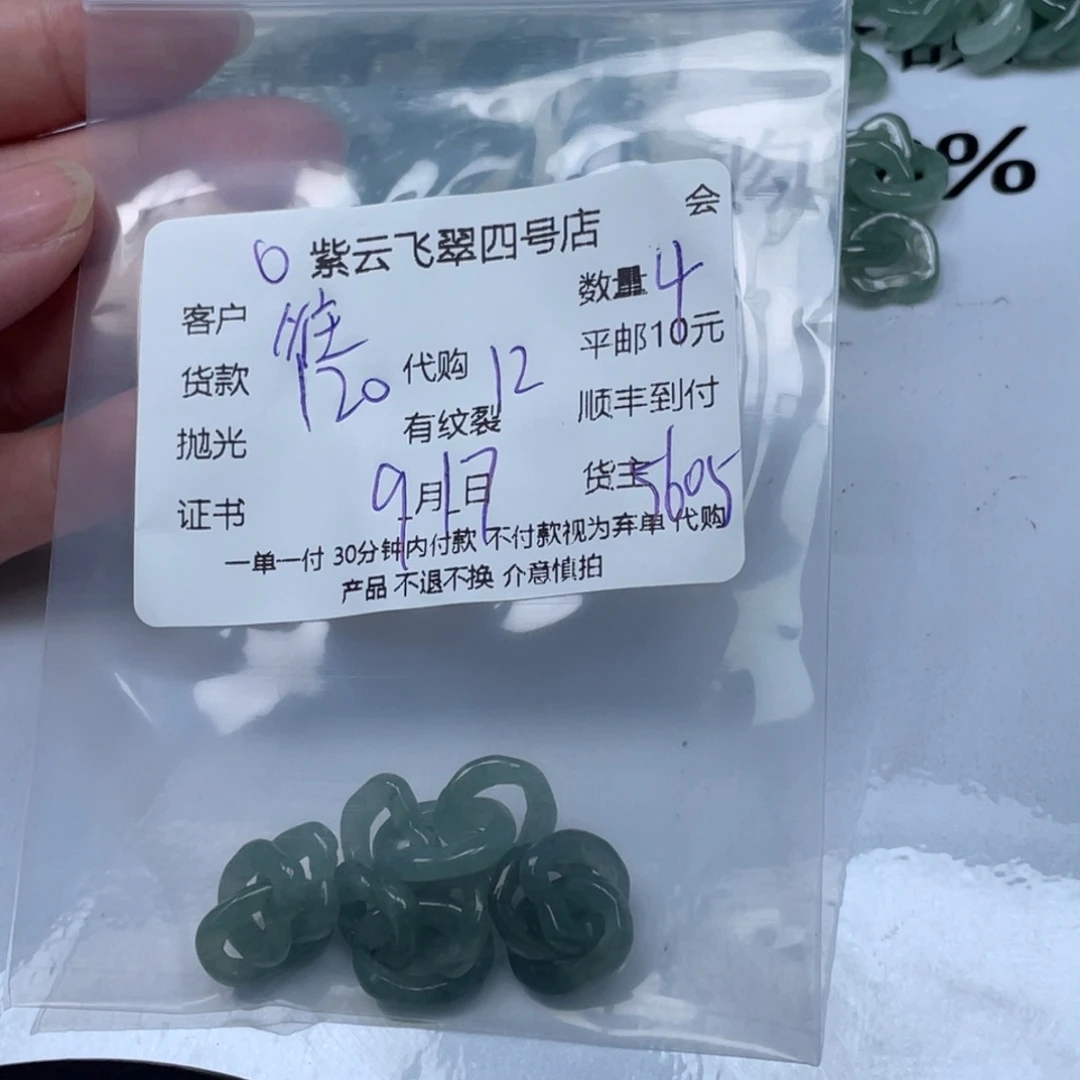 会
6 紫云飞翠四号店
客户 数量 4
货款 120 代购 12 平邮10元
抛光 有纹裂 顺丰到付
证书 9月17日 货主 5605
一单一付 30分钟内付款 不付款视为弃单 代购
产品 不退不换 介意慎拍
%